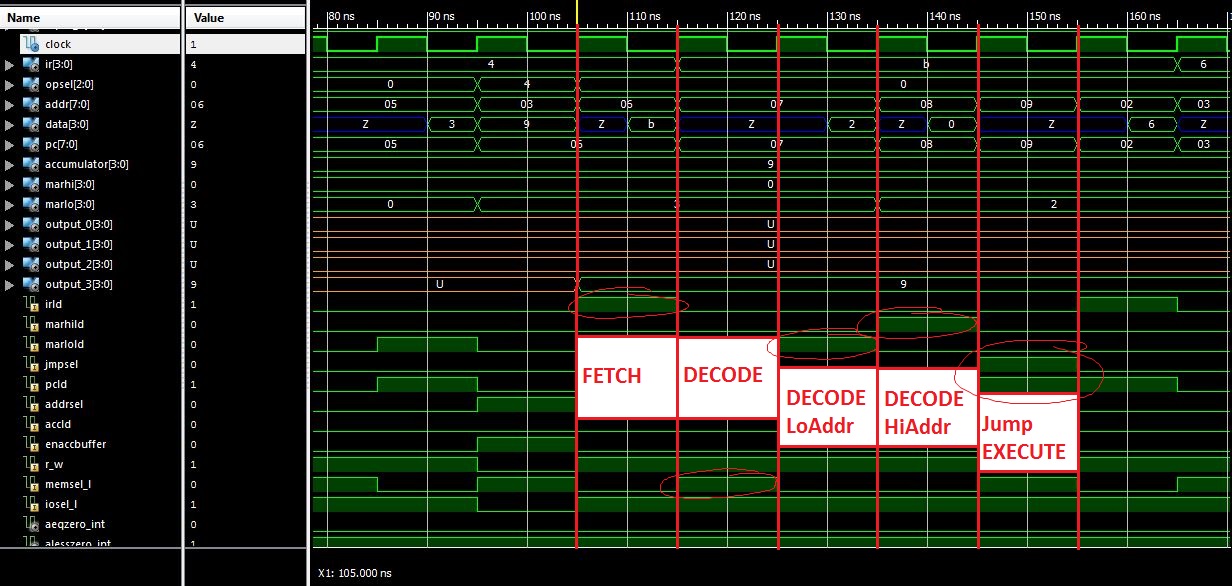 Name Value 80 ns 90 ns 100 ns 110 ns 120 ns 130 ns 140 ns 150 ns 160 ns
clock 1
ir[3:0] 4 4 b 6
opsel[2:0] 0 0 4 0
addr[7:0] 06 05 03 06 07 08 09 02 03
data[3:0] Z Z 3 9 Z b Z 2 Z 0 Z 6 Z
pc[7:0] 06 05 06 07 08 09 02 03
accumulator[3:0] 9 9
marhi[3:0] 0 0
marlo[3:0] 3 0 3 2
output_0[3:0] U U
output_1[3:0] U U
output_2[3:0] U U
output_3[3:0] 9 U 9
irld 1
marhild 0
marlold 0
jmpsel 0
pcld 1
addrsel 0
accld 0
enaccbuffer 0
r_w 1
memsel_l 0
iosel_l 1
aeqzero_int 0
alesszero_int 1
FETCH
DECODE
DECODE
LoAddr
DECODE
HiAddr
Jump
EXECUTE
X1: 105.000 ns